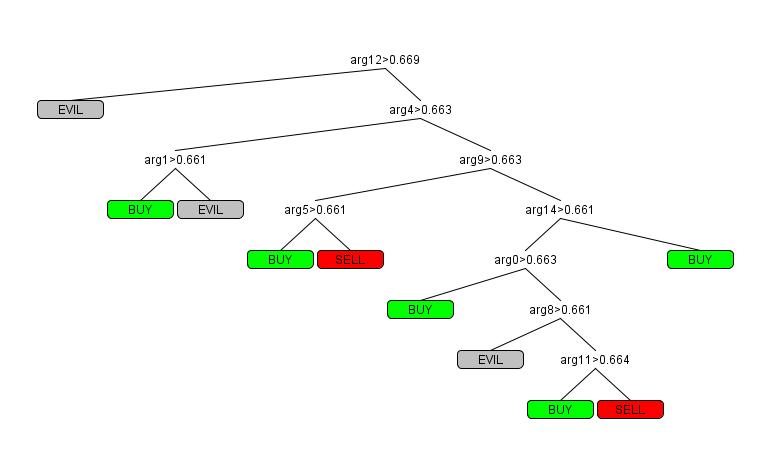 arg12>0.669
EVIL
arg4>0.663
arg1>0.661
arg9>0.663
BUY
EVIL
arg5>0.661
arg14>0.661
BUY
SELL
arg0>0.663
BUY
BUY
arg8>0.661
EVIL
arg11>0.664
BUY
SELL